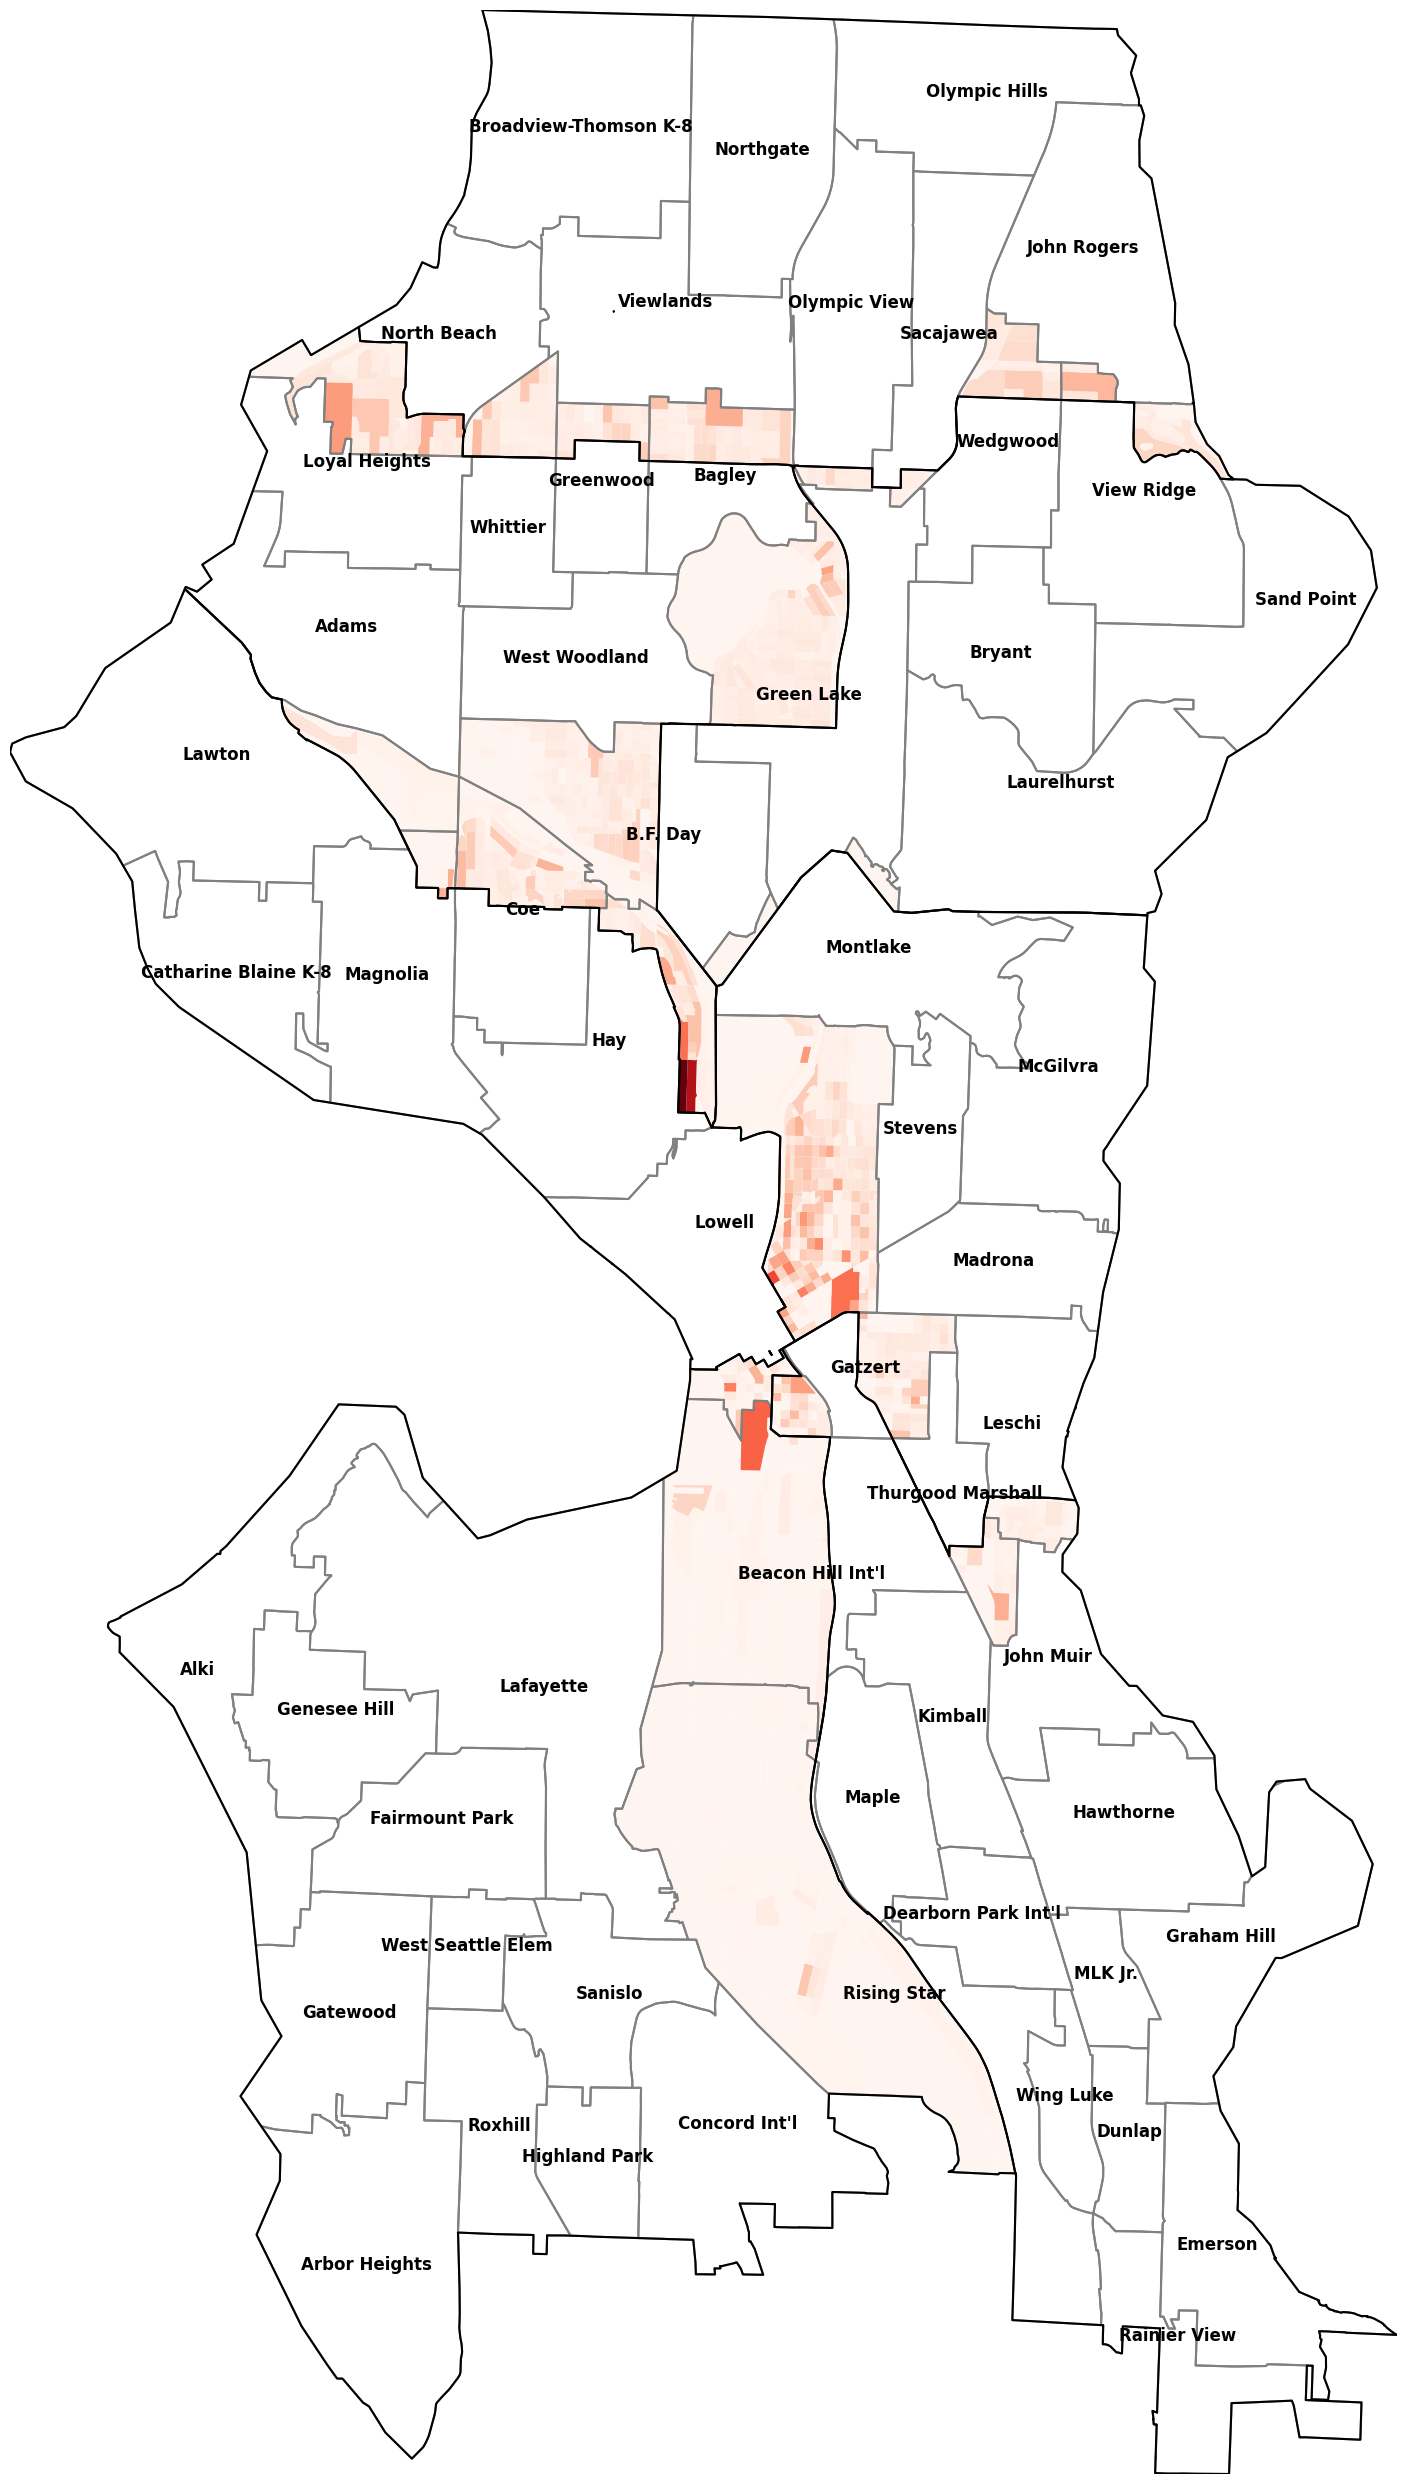 Olympic Hills
Broadview-Thomson K-8
Northgate
John Rogers
Viewlands
Olympic View
North Beach
Sacajawea
Wedgwood
Loyal Heights
Greenwood
Bagley
View Ridge
Whittier
Sand Point
Adams
Bryant
West Woodland
Green Lake
Lawton
Laurelhurst
B.F. Day
Coe
Montlake
Catharine Blaine K-8
Magnolia
Hay
McGilvra
Stevens
Lowell
Madrona
Gatzert
Leschi
Thurgood Marshall
Beacon Hill Int'l
John Muir
Alki
Lafayette
Genesee Hill
Kimball
Maple
Hawthorne
Fairmount Park
Dearborn Park Int'l
Graham Hill
West Seattle Elem
MLK Jr.
Sanislo
Rising Star
Gatewood
Wing Luke
Concord Int'l
Roxhill
Dunlap
Highland Park
Emerson
Arbor Heights
Rainier View